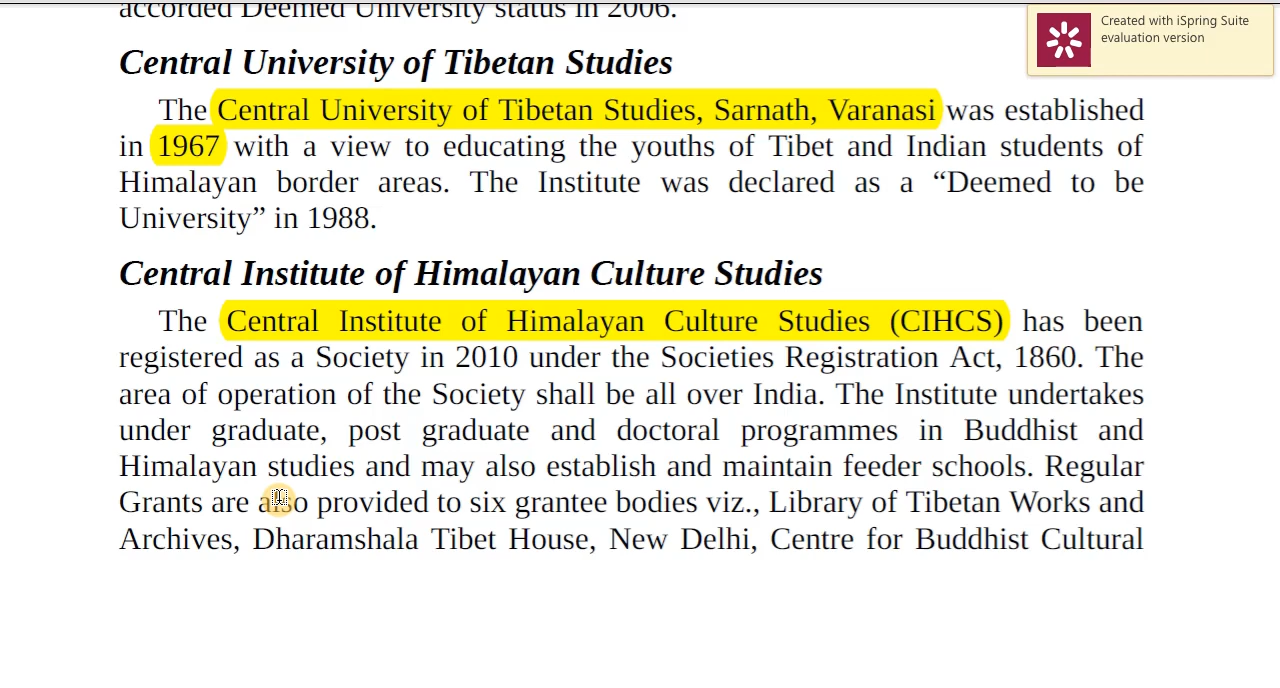 accorded Deemed University status in 2006.
Created with iSpring Suite
evaluation version
Central University of Tibetan Studies
The Central University of Tibetan Studies, Sarnath, Varanasi was established
in 1967 with a view to educating the youths of Tibet and Indian students of
Himalayan border areas. The Institute was declared as a “Deemed to be
University” in 1988.
Central Institute of Himalayan Culture Studies
The Central Institute of Himalayan Culture Studies (CIHCS) has been
registered as a Society in 2010 under the Societies Registration Act, 1860. The
area of operation of the Society shall be all over India. The Institute undertakes
under graduate, post graduate and doctoral programmes in Buddhist and
Himalayan studies and may also establish and maintain feeder schools. Regular
Grants are also provided to six grantee bodies viz., Library of Tibetan Works and
Archives, Dharamshala Tibet House, New Delhi, Centre for Buddhist Cultural